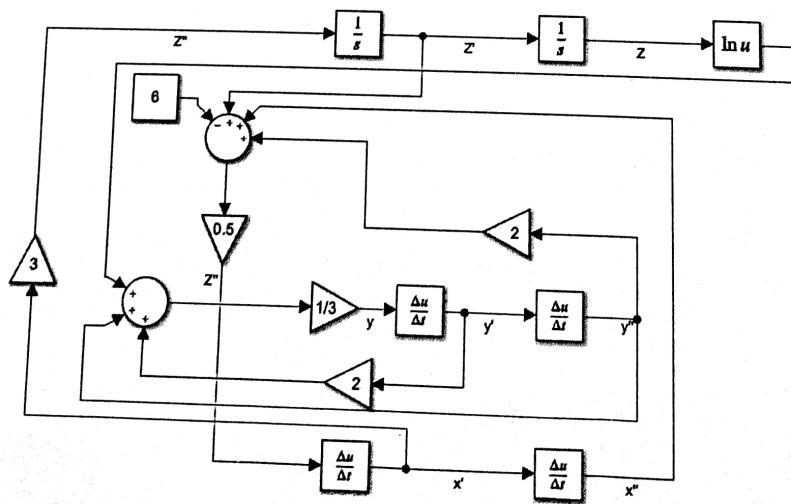 Z"
1/s
Z'
1/s
Z
ln u
6
- + +
+
0.5
2
3
Z"
+
+
+
1/3
y
Δu/Δt
y'
Δu/Δt
y"
2
Δu/Δt
x'
Δu/Δt
x"